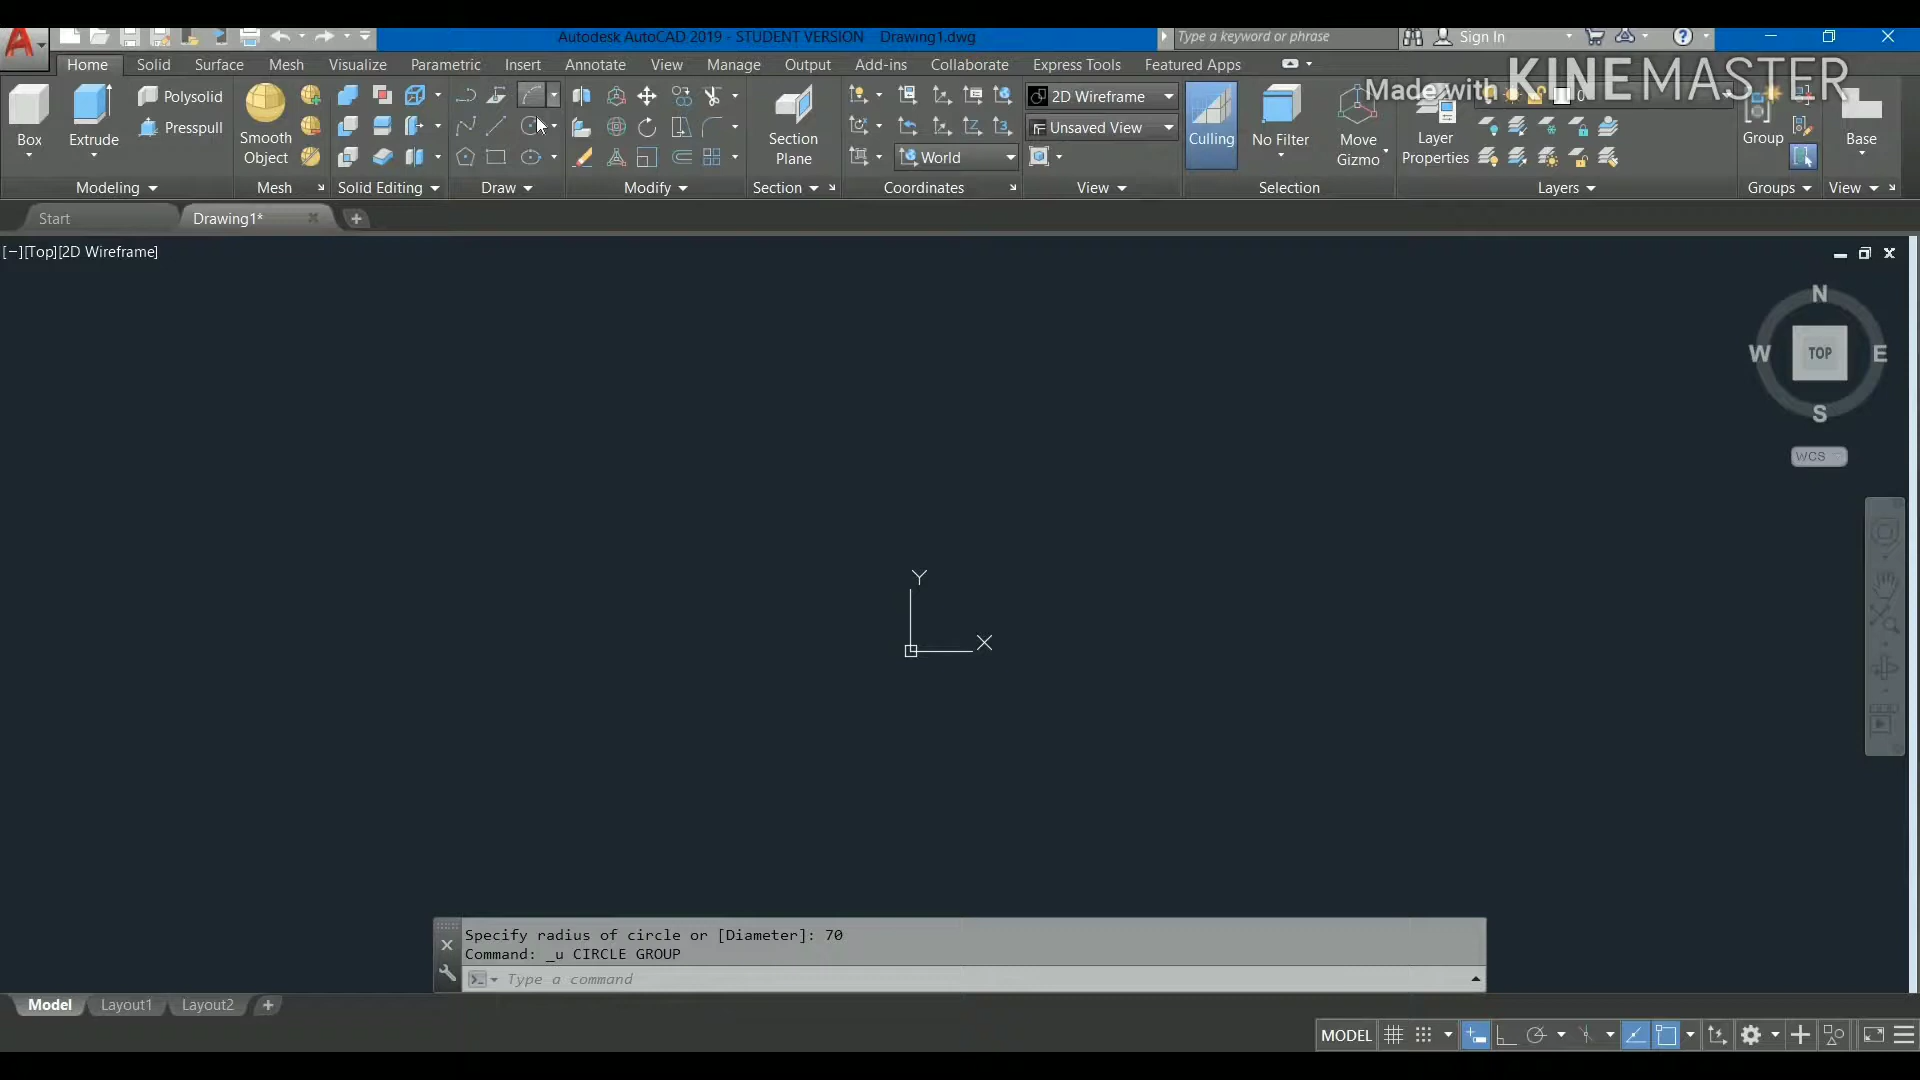 Autodesk AutoCAD 2019 - STUDENT VERSION Drawing1.dwg
Type a keyword or phrase
Sign In
Home Solid Surface Mesh Visualize Parametric Insert Annotate View Manage Output Add-ins Collaborate Express Tools Featured Apps
Made with KINEMASTER
Box
Extrude
Polysolid
Presspull
Smooth
Object
Section
Plane
World
2D Wireframe
Unsaved View
Culling
No Filter
Move
Gizmo
Layer
Properties
0
Group
Base
Modeling Mesh Solid Editing Draw Modify Section Coordinates View Selection Layers Groups View
Start Drawing1*
[−][Top][2D Wireframe]
N
W TOP E
S
WCS
Y
X
Specify radius of circle or [Diameter]: 70
Command: _u CIRCLE GROUP
Type a command
Model Layout1 Layout2
MODEL